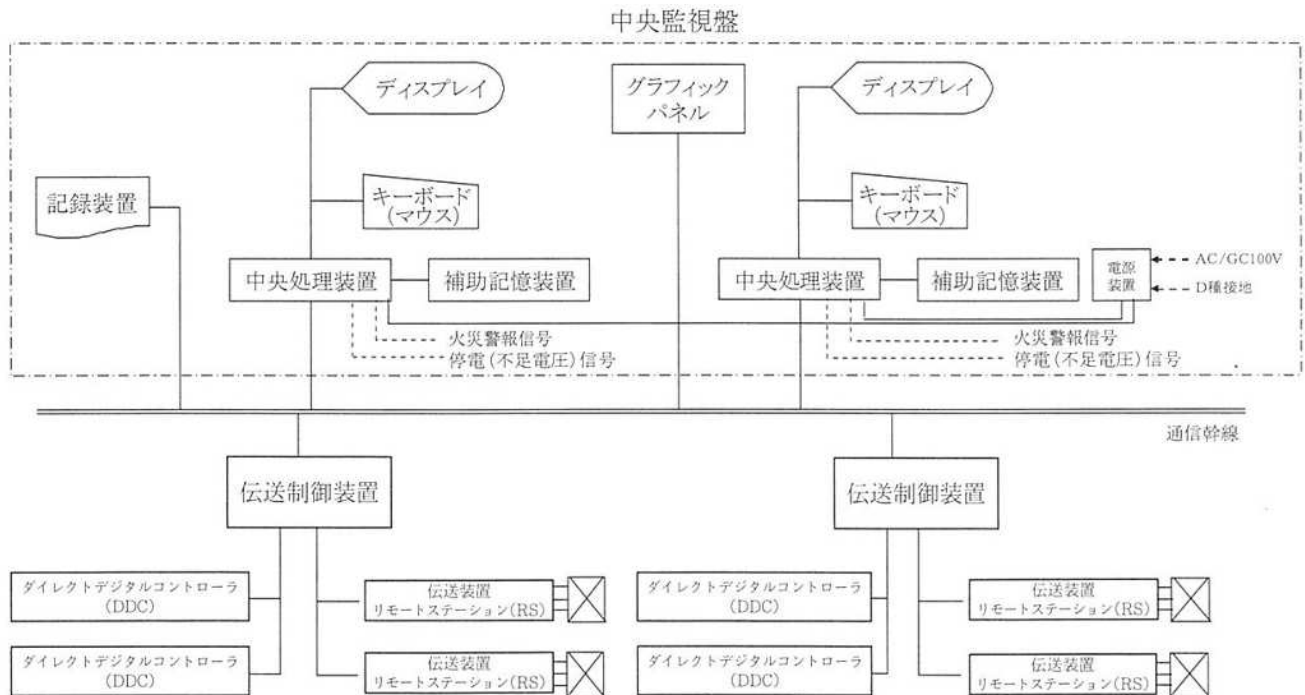 中央監視盤
ディスプレイ
グラフィック
パネル
ディスプレイ
記録装置
キーボード
(マウス)
キーボード
(マウス)
中央処理装置
補助記憶装置
中央処理装置
補助記憶装置
電源
装置
AC/GC100V
D種接地
火災警報信号
停電(不足電圧)信号
火災警報信号
停電(不足電圧)信号
通信幹線
伝送制御装置
伝送制御装置
ダイレクトデジタルコントローラ
(DDC)
伝送装置
リモートステーション(RS)
ダイレクトデジタルコントローラ
(DDC)
伝送装置
リモートステーション(RS)
ダイレクトデジタルコントローラ
(DDC)
伝送装置
リモートステーション(RS)
ダイレクトデジタルコントローラ
(DDC)
伝送装置
リモートステーション(RS)